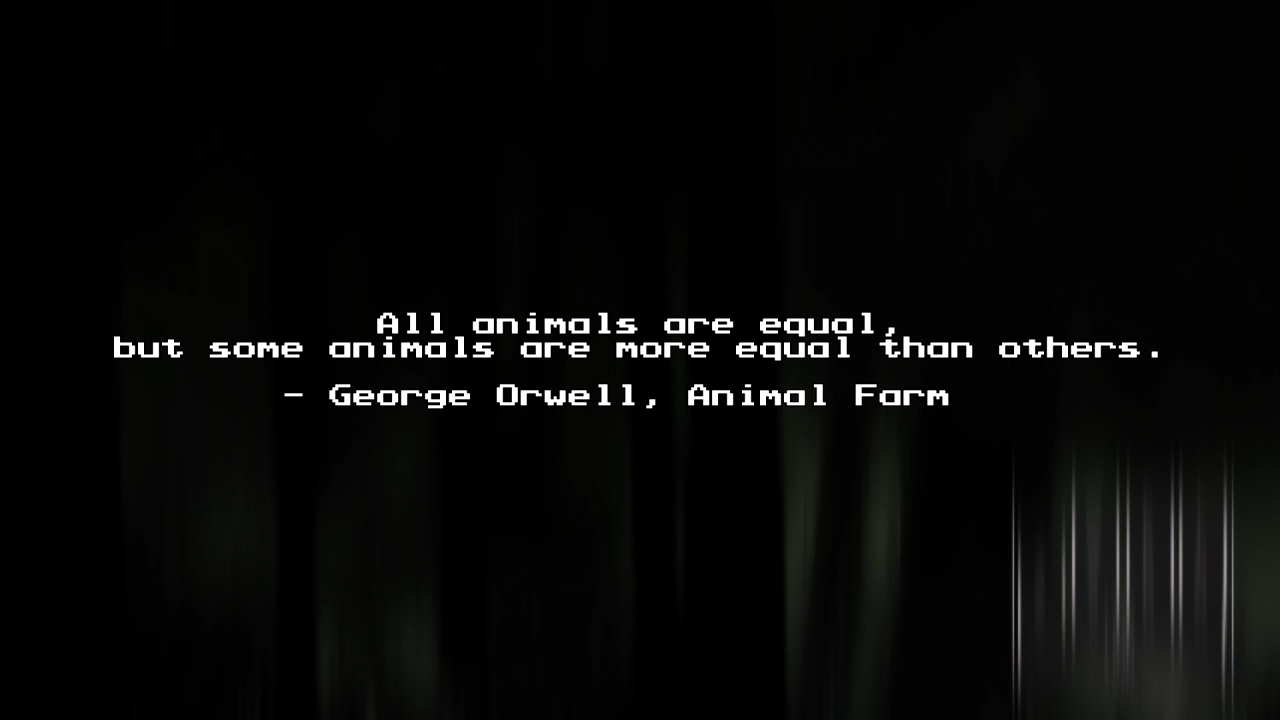 All animals are equal,
but some animals are more equal than others.
- George Orwell, Animal Farm